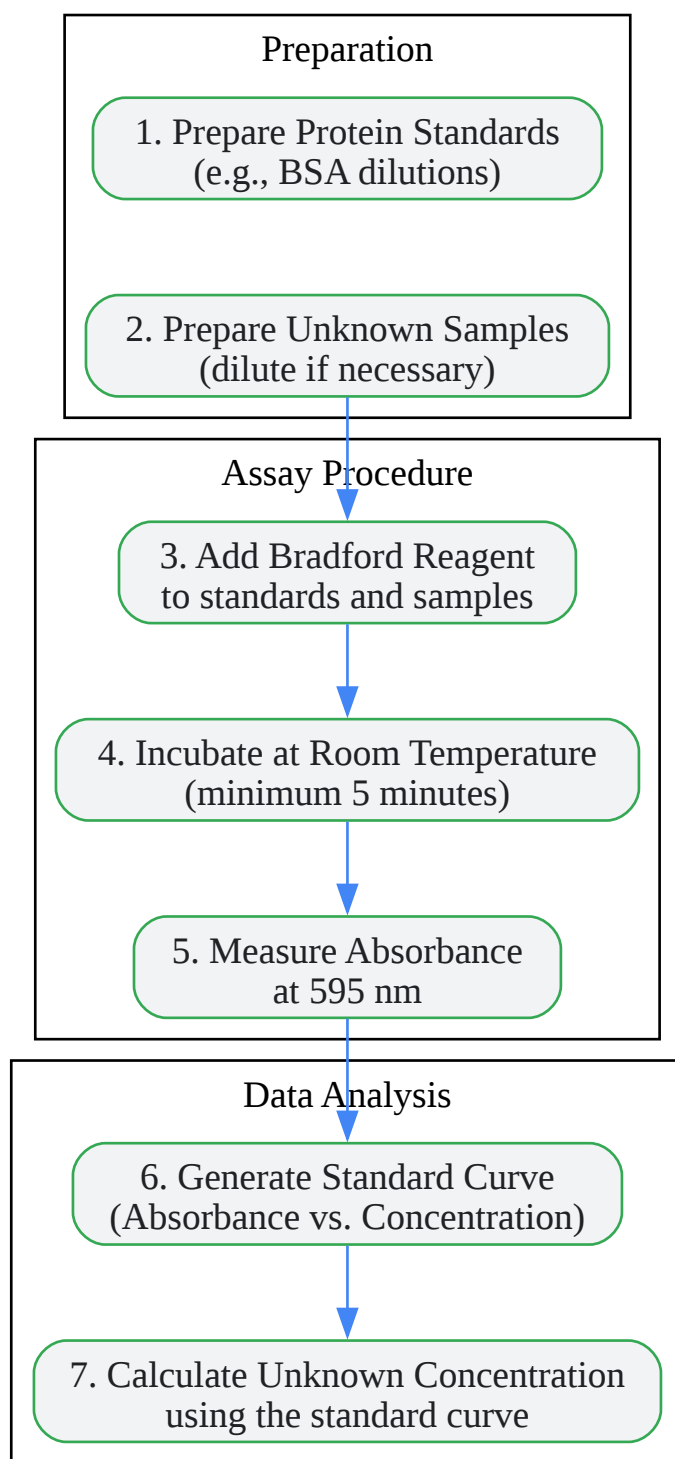 Preparation
1. Prepare Protein Standards
(e.g., BSA dilutions)
2. Prepare Unknown Samples
(dilute if necessary)
Assay Procedure
3. Add Bradford Reagent
to standards and samples
4. Incubate at Room Temperature
(minimum 5 minutes)
5. Measure Absorbance
at 595 nm
Data Analysis
6. Generate Standard Curve
(Absorbance vs. Concentration)
7. Calculate Unknown Concentration
using the standard curve